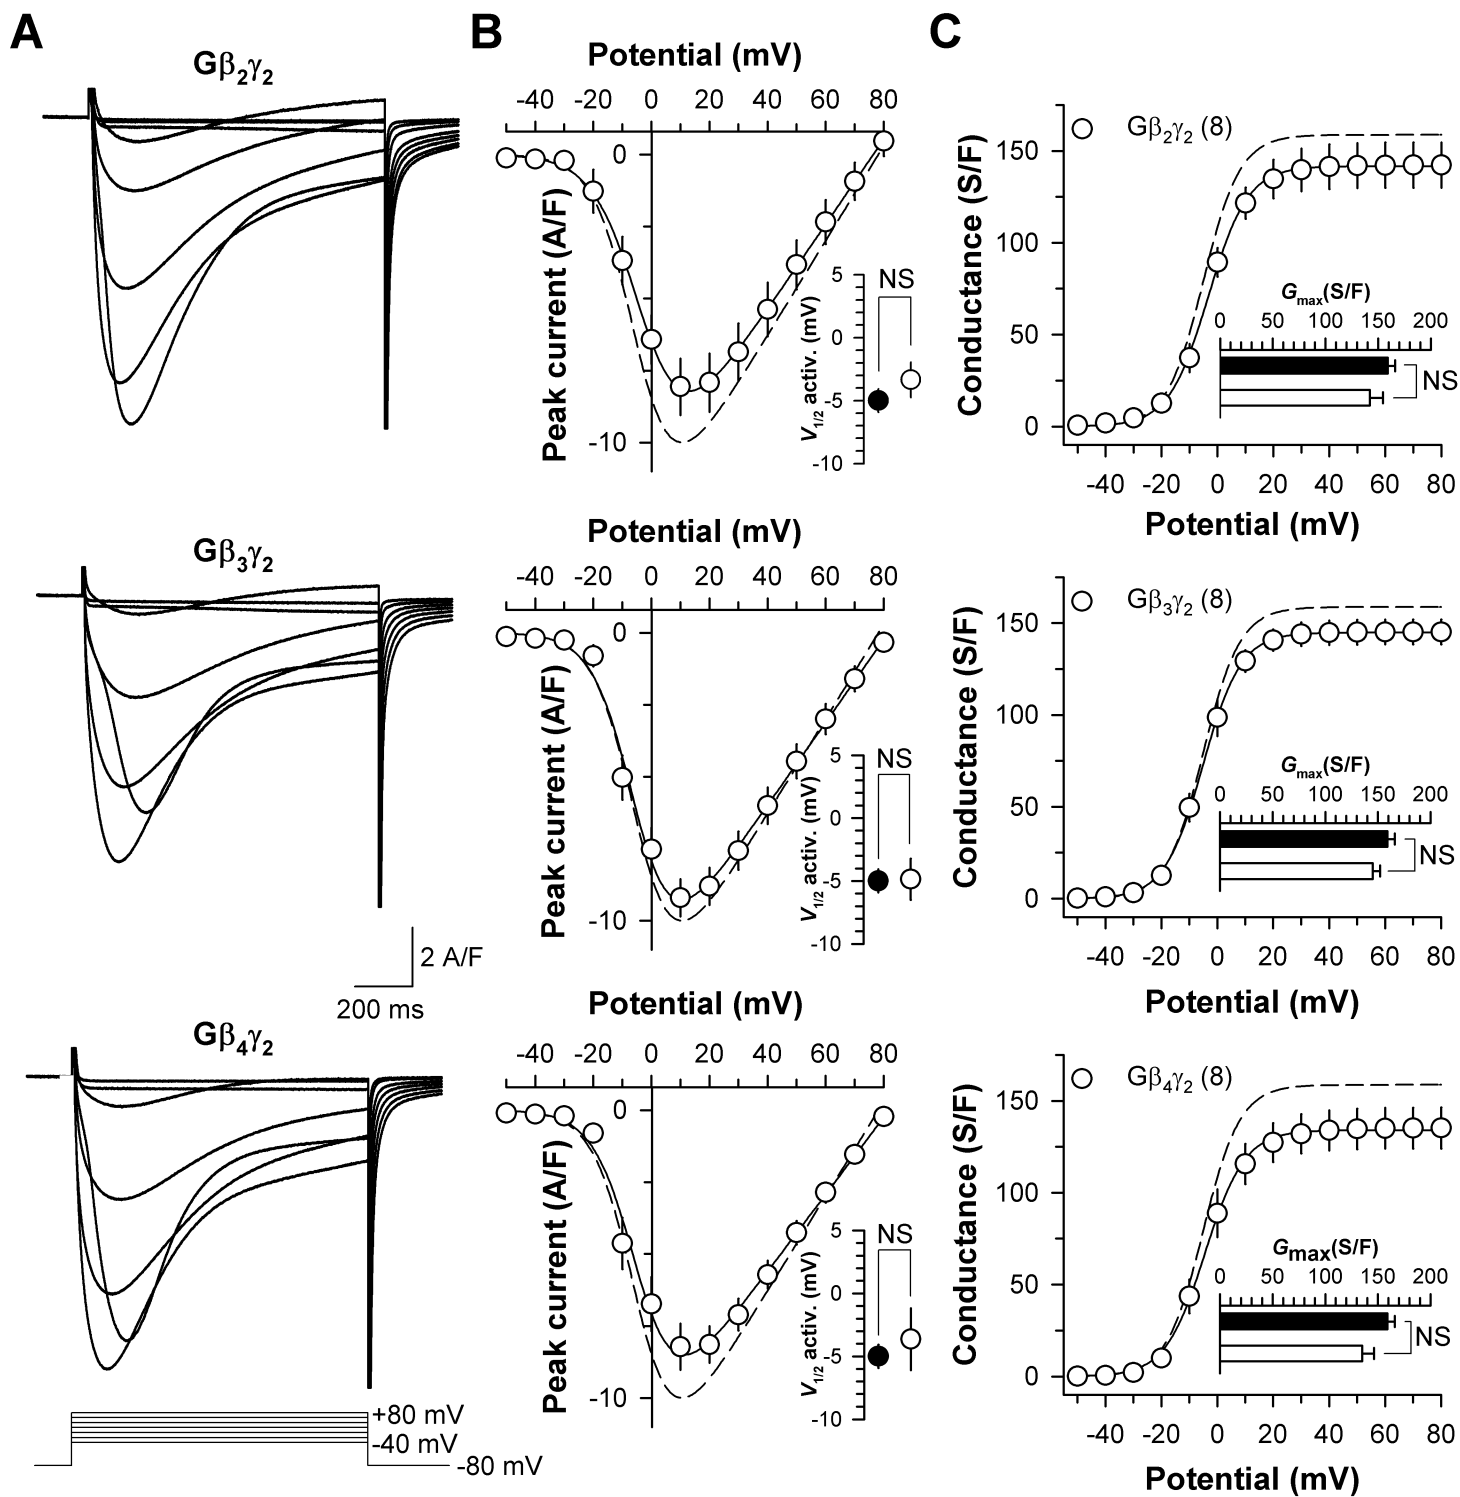 A
B
C
Gβ2γ2
Potential (mV)
-40 -20 0 20 40 60 80
0
-10
Peak current (A/F)
5
0
-5
-10
V1/2 activ. (mV)
NS
Gβ2γ2 (8)
150
100
50
0
Conductance (S/F)
Gmax(S/F)
0 50 100 150 200
NS
-40 -20 0 20 40 60 80
Potential (mV)
Gβ3γ2
2 A/F
200 ms
Potential (mV)
-40 -20 0 20 40 60 80
0
-10
Peak current (A/F)
5
0
-5
-10
V1/2 activ. (mV)
NS
Gβ3γ2 (8)
150
100
50
0
Conductance (S/F)
Gmax(S/F)
0 50 100 150 200
NS
-40 -20 0 20 40 60 80
Potential (mV)
Gβ4γ2
+80 mV
-40 mV
-80 mV
Potential (mV)
-40 -20 0 20 40 60 80
0
-10
Peak current (A/F)
5
0
-5
-10
V1/2 activ. (mV)
NS
Gβ4γ2 (8)
150
100
50
0
Conductance (S/F)
Gmax(S/F)
0 50 100 150 200
NS
-40 -20 0 20 40 60 80
Potential (mV)